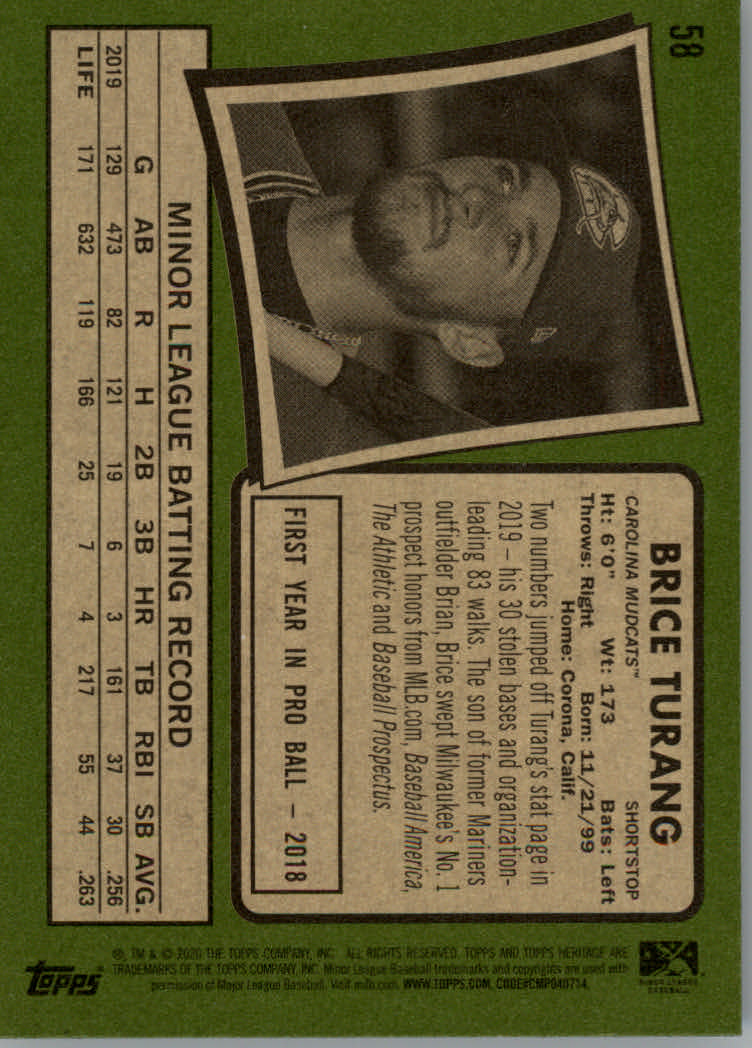 58
BRICE TURANG
CAROLINA MUDCATS™ SHORTSTOP
Ht: 6'0" Wt: 173 Bats: Left
Throws: Right Born: 11/21/99
Home: Corona, Calif.
Two numbers jumped off Turang's stat page in
2019 – his 30 stolen bases and organization-
leading 83 walks. The son of former Mariners
outfielder Brian, Brice swept Milwaukee's No. 1
prospect honors from MLB.com, Baseball America,
The Athletic and Baseball Prospectus.
FIRST YEAR IN PRO BALL – 2018
MINOR LEAGUE BATTING RECORD
G AB R H 2B 3B HR TB RBI SB AVG.
2019 129 473 82 121 19 6 3 161 37 30 .256
LIFE 171 632 119 166 25 7 4 217 55 44 .263
MINOR LEAGUE
BASEBALL
®, TM & © 2020 THE TOPPS COMPANY, INC. ALL RIGHTS RESERVED. TOPPS AND TOPPS HERITAGE ARE
TRADEMARKS OF THE TOPPS COMPANY, INC. Minor League Baseball trademarks and copyrights are used with
permission of Major League Baseball. Visit milb.com. WWW.TOPPS.COM. CODE#CMP040714.
topps®